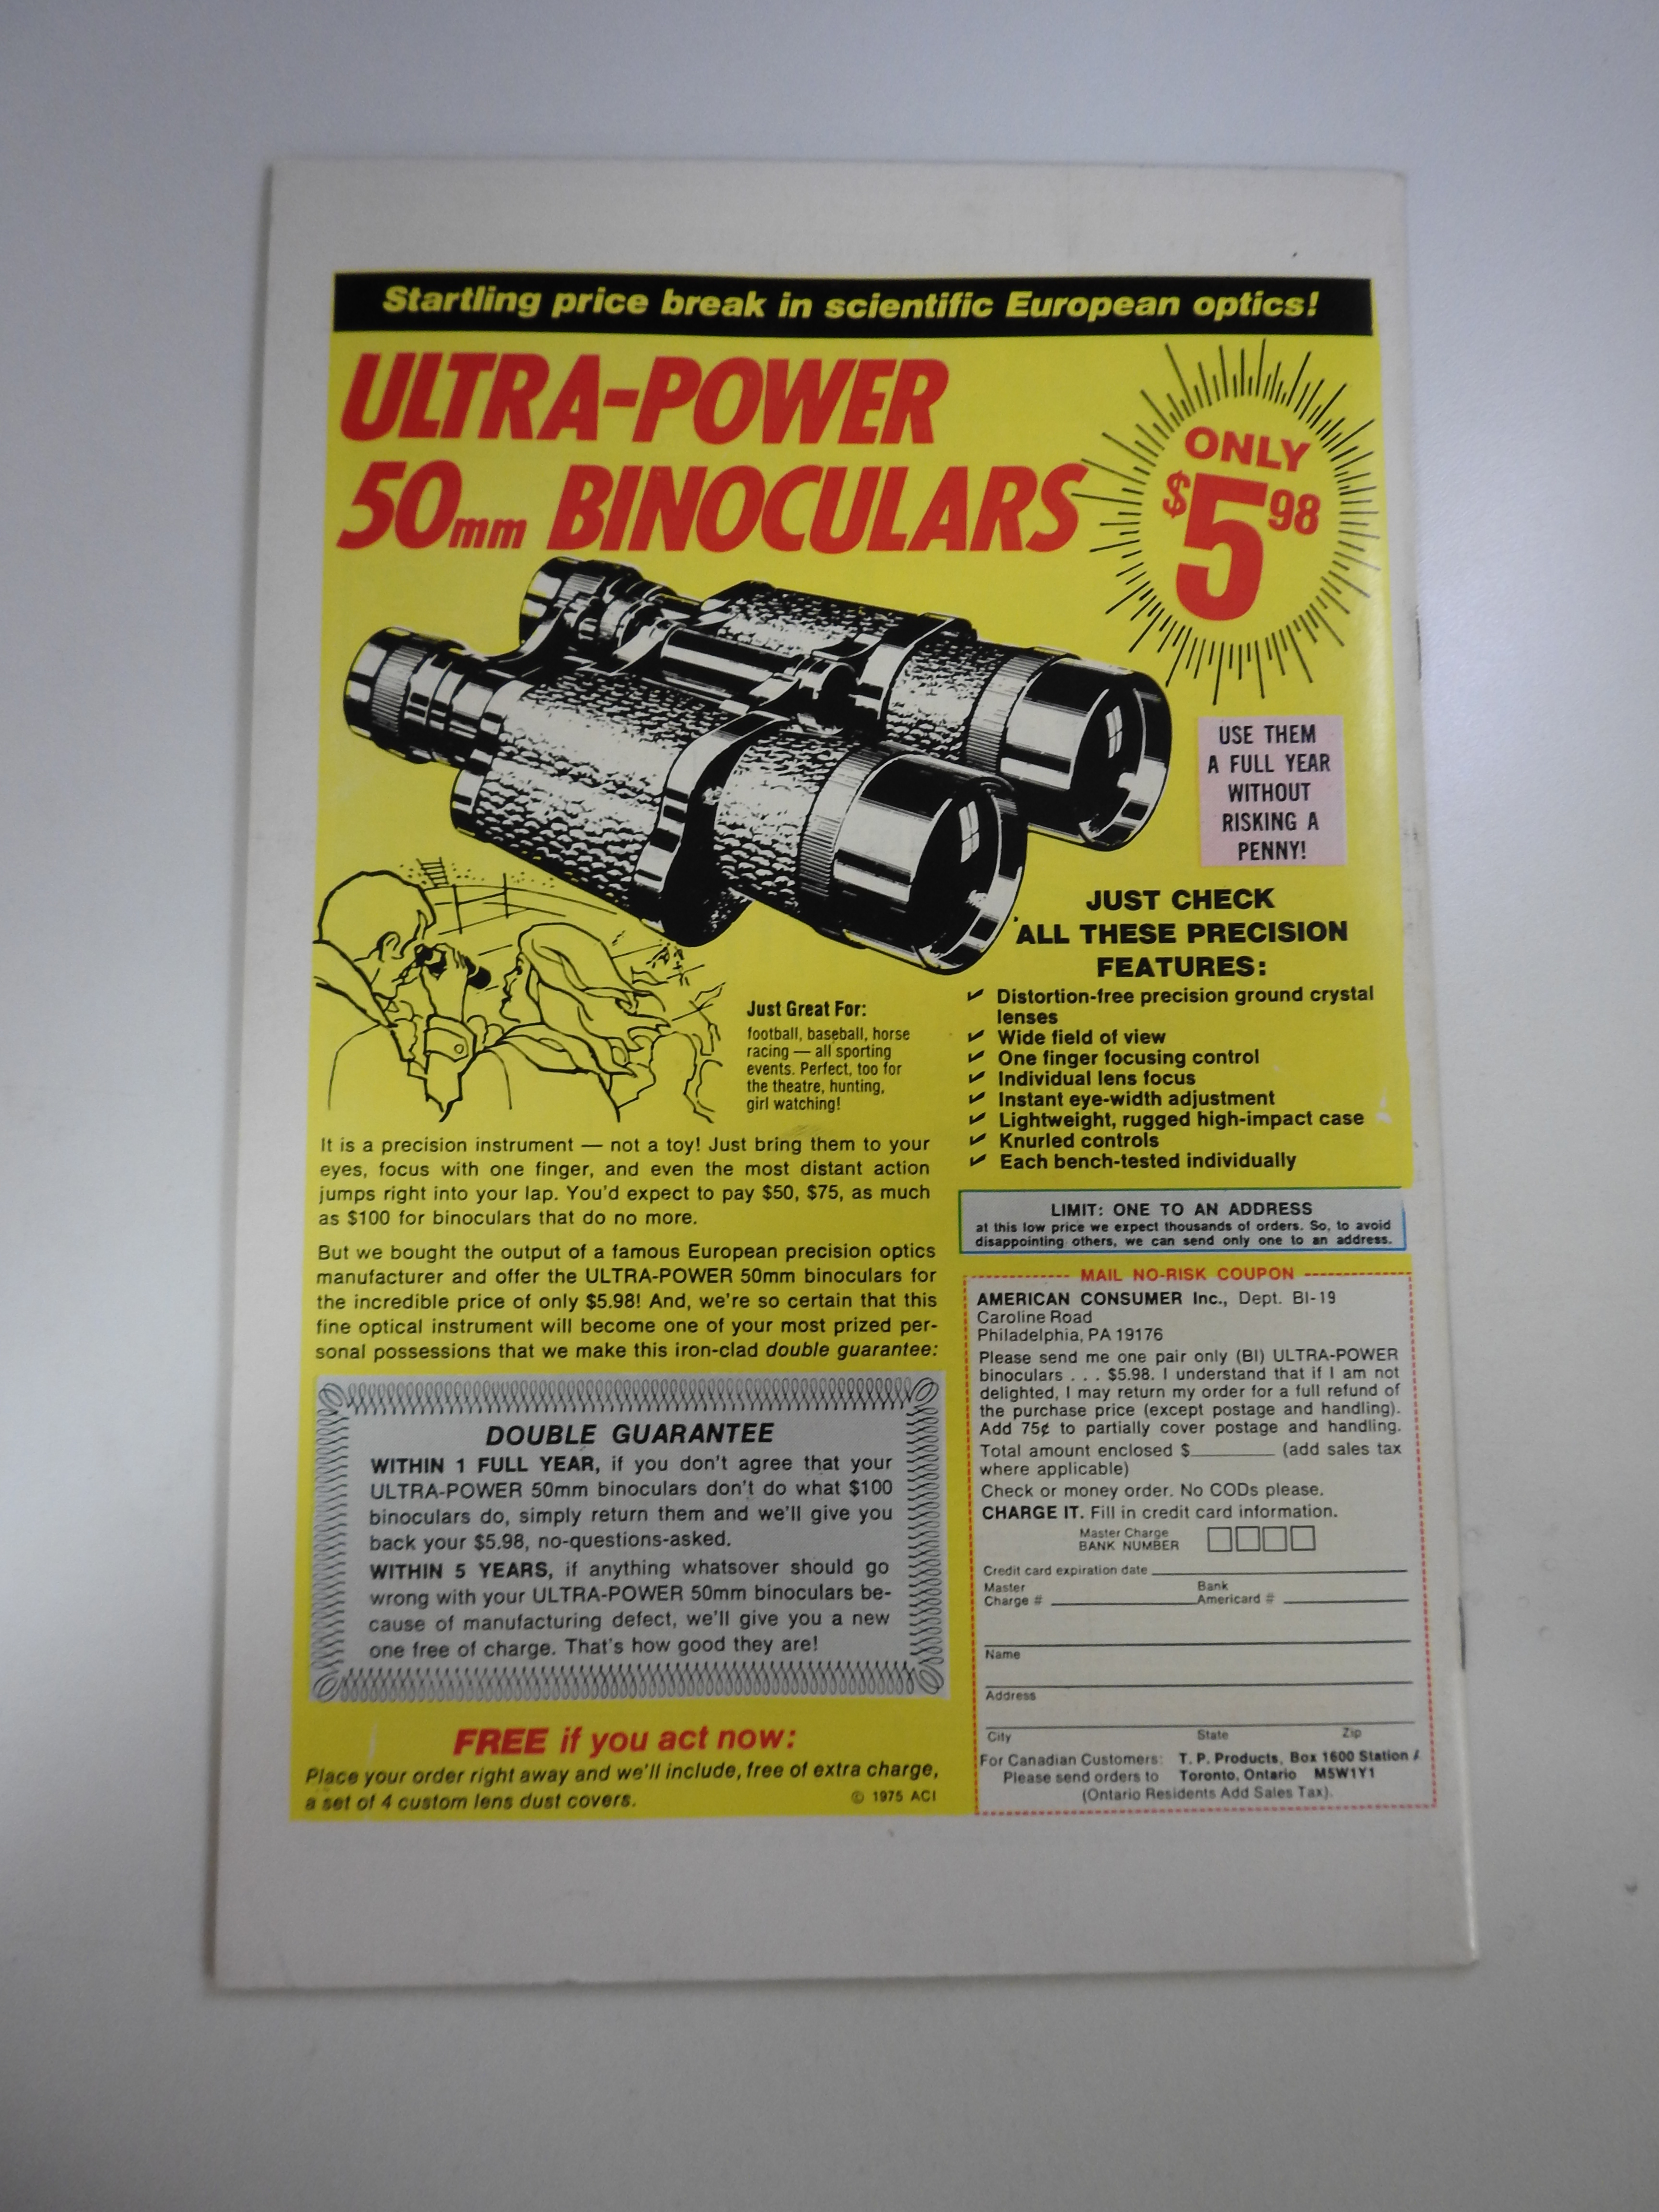 Startling price break in scientific European optics!
ULTRA-POWER
50mm BINOCULARS
ONLY
$5.98
USE THEM
A FULL YEAR
WITHOUT
RISKING A
PENNY!
Just Great For:
football, baseball, horse
racing — all sporting
events. Perfect, too for
the theatre, hunting,
girl watching!
It is a precision instrument — not a toy! Just bring them to your
eyes, focus with one finger, and even the most distant action
jumps right into your lap. You'd expect to pay $50, $75, as much
as $100 for binoculars that do no more.
But we bought the output of a famous European precision optics
manufacturer and offer the ULTRA-POWER 50mm binoculars for
the incredible price of only $5.98! And, we're so certain that this
fine optical instrument will become one of your most prized per-
sonal possessions that we make this iron-clad double guarantee:
DOUBLE GUARANTEE
WITHIN 1 FULL YEAR, if you don't agree that your
ULTRA-POWER 50mm binoculars don't do what $100
binoculars do, simply return them and we'll give you
back your $5.98, no-questions-asked.
WITHIN 5 YEARS, if anything whatsover should go
wrong with your ULTRA-POWER 50mm binoculars be-
cause of manufacturing defect, we'll give you a new
one free of charge. That's how good they are!
FREE if you act now:
Place your order right away and we'll include, free of extra charge,
a set of 4 custom lens dust covers.
© 1975 ACI
JUST CHECK
ALL THESE PRECISION
FEATURES:
✓ Distortion-free precision ground crystal
lenses
✓ Wide field of view
✓ One finger focusing control
✓ Individual lens focus
✓ Instant eye-width adjustment
✓ Lightweight, rugged high-impact case
✓ Knurled controls
✓ Each bench-tested individually
LIMIT: ONE TO AN ADDRESS
at this low price we expect thousands of orders. So, to avoid
disappointing others, we can send only one to an address.
MAIL NO-RISK COUPON
AMERICAN CONSUMER Inc., Dept. BI-19
Caroline Road
Philadelphia, PA 19176
Please send me one pair only (BI) ULTRA-POWER
binoculars . . . $5.98. I understand that if I am not
delighted, I may return my order for a full refund of
the purchase price (except postage and handling).
Add 75¢ to partially cover postage and handling.
Total amount enclosed $________ (add sales tax
where applicable)
Check or money order. No CODs please.
CHARGE IT. Fill in credit card information.
Master Charge
BANK NUMBER
Credit card expiration date
Master Bank
Charge # Americard #
Name
Address
City State Zip
For Canadian Customers: T. P. Products, Box 1600 Station
Please send orders to Toronto, Ontario M5W1Y1
(Ontario Residents Add Sales Tax).